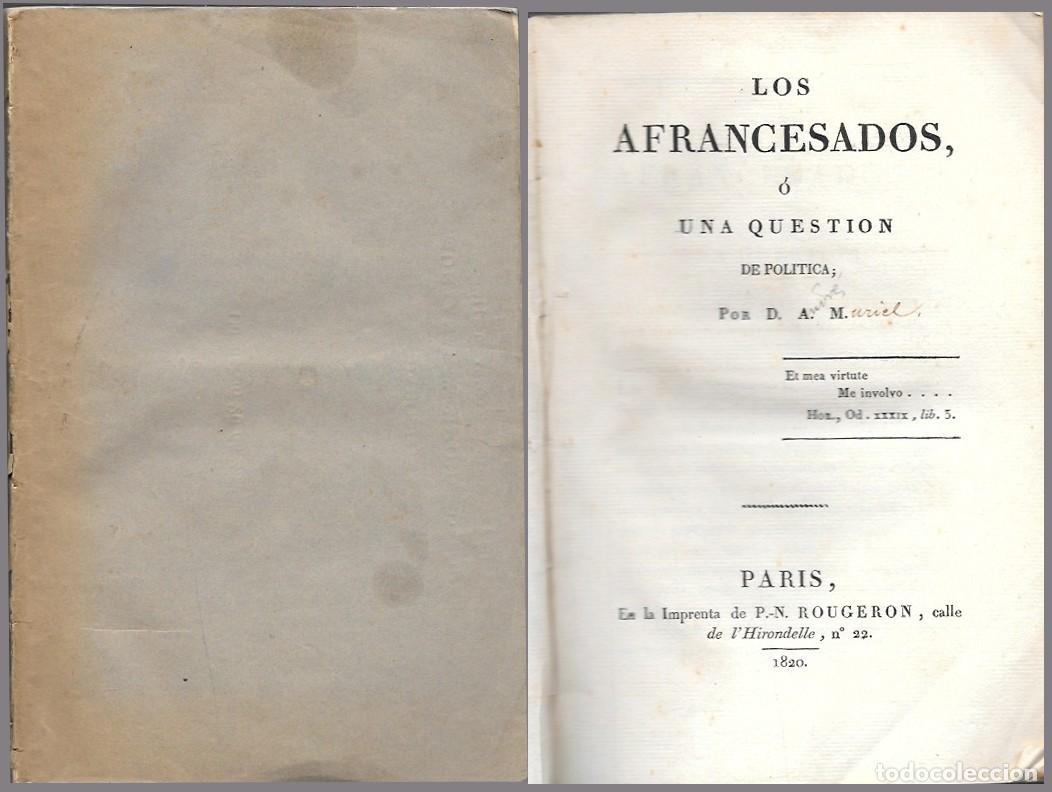 LOS
AFRANCESADOS,
ó
UNA QUESTION
DE POLITICA;
POR D. A. M.uriel.
Et mea virtute
Me involvo . . . .
HOR., Od. XXXIX, lib. 3.
PARIS,
En la Imprenta de P.-N. ROUGERON, calle
de l'Hirondelle, n° 22.
1820.
todocoleccion